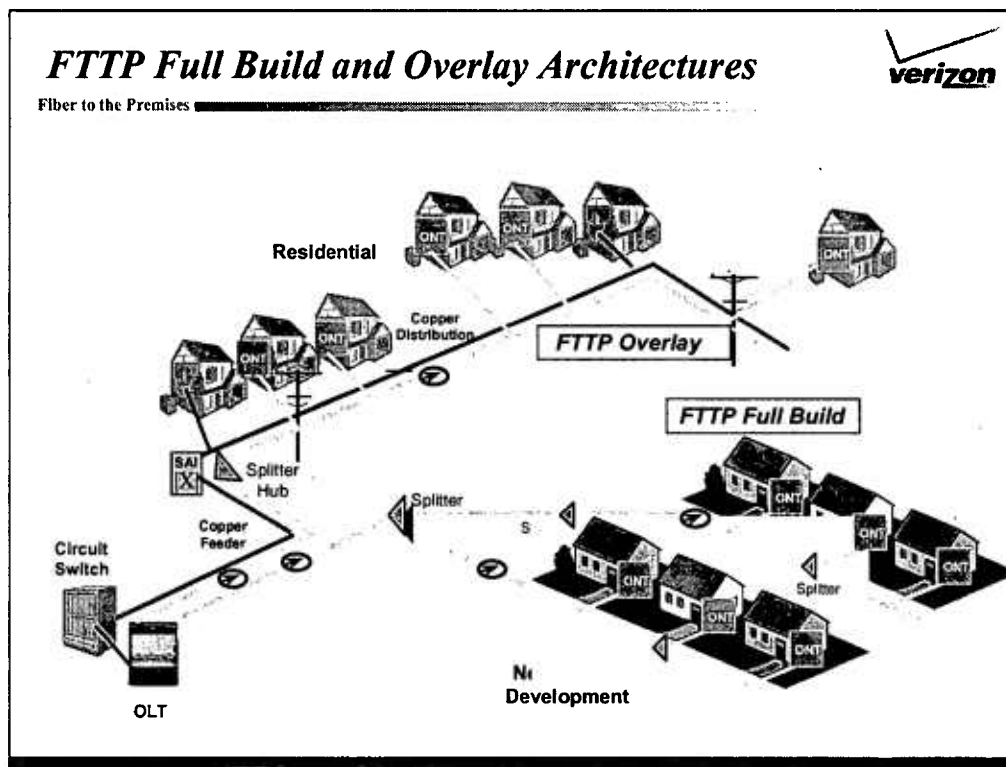 FTTP Full Build and Overlay Architectures
verizon
Fiber to the Premises
ONT
ONT
ONT
Residential
ONT
ONT
Copper
Distribution
FTTP Overlay
FTTP Full Build
SAI
X
Splitter
Hub
ONT
Splitter
S
ONT
ONT
Copper
Feeder
ONT
Circuit
Switch
Splitter
ONT
ONT
OLT
Development